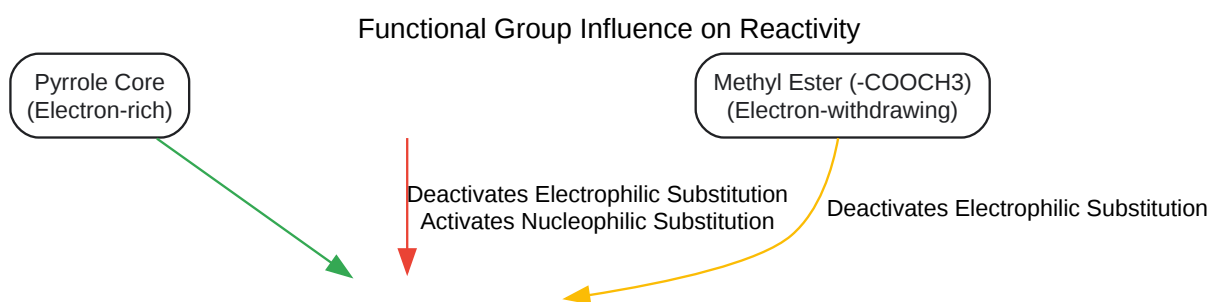 Functional Group Influence on Reactivity
Pyrrole Core
(Electron-rich)
Methyl Ester (-COOCH3)
(Electron-withdrawing)
Deactivates Electrophilic Substitution
Activates Nucleophilic Substitution
Deactivates Electrophilic Substitution